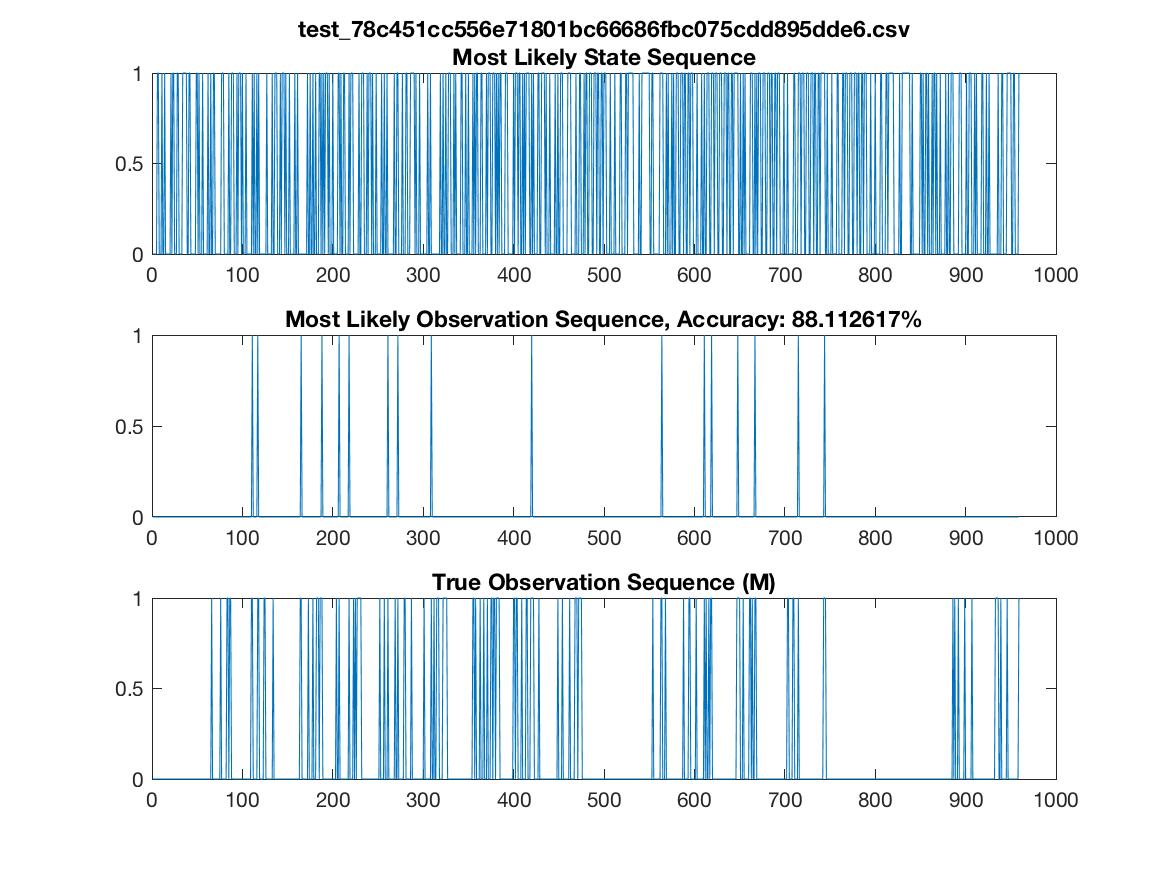 test_78c451cc556e71801bc66686fbc075cdd895dde6.csv
Most Likely State Sequence
1
0.5
0
0 100 200 300 400 500 600 700 800 900 1000
Most Likely Observation Sequence, Accuracy: 88.112617%
1
0.5
0
0 100 200 300 400 500 600 700 800 900 1000
True Observation Sequence (M)
1
0.5
0
0 100 200 300 400 500 600 700 800 900 1000